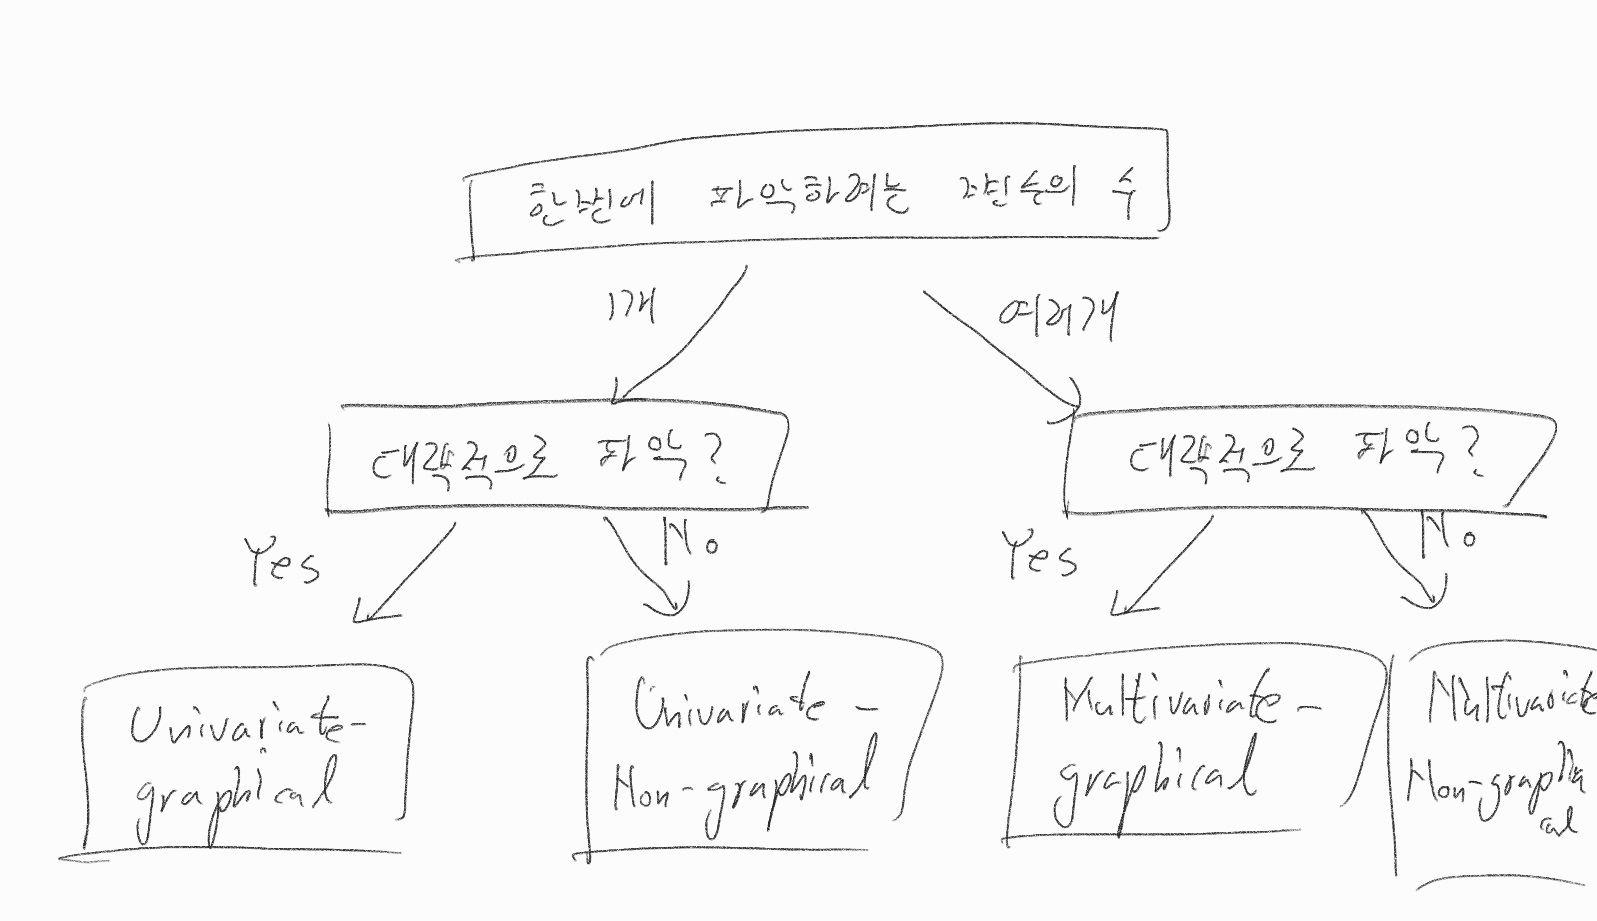 한번에 파악하려는 변수의 수
1개
여러개
대략적으로 파악?
대략적으로 파악?
Yes
No
Yes
No
Univariate-
graphical
Univariate -
Non-graphical
Multivariate -
graphical
Multivariate
Non-graphi
cal